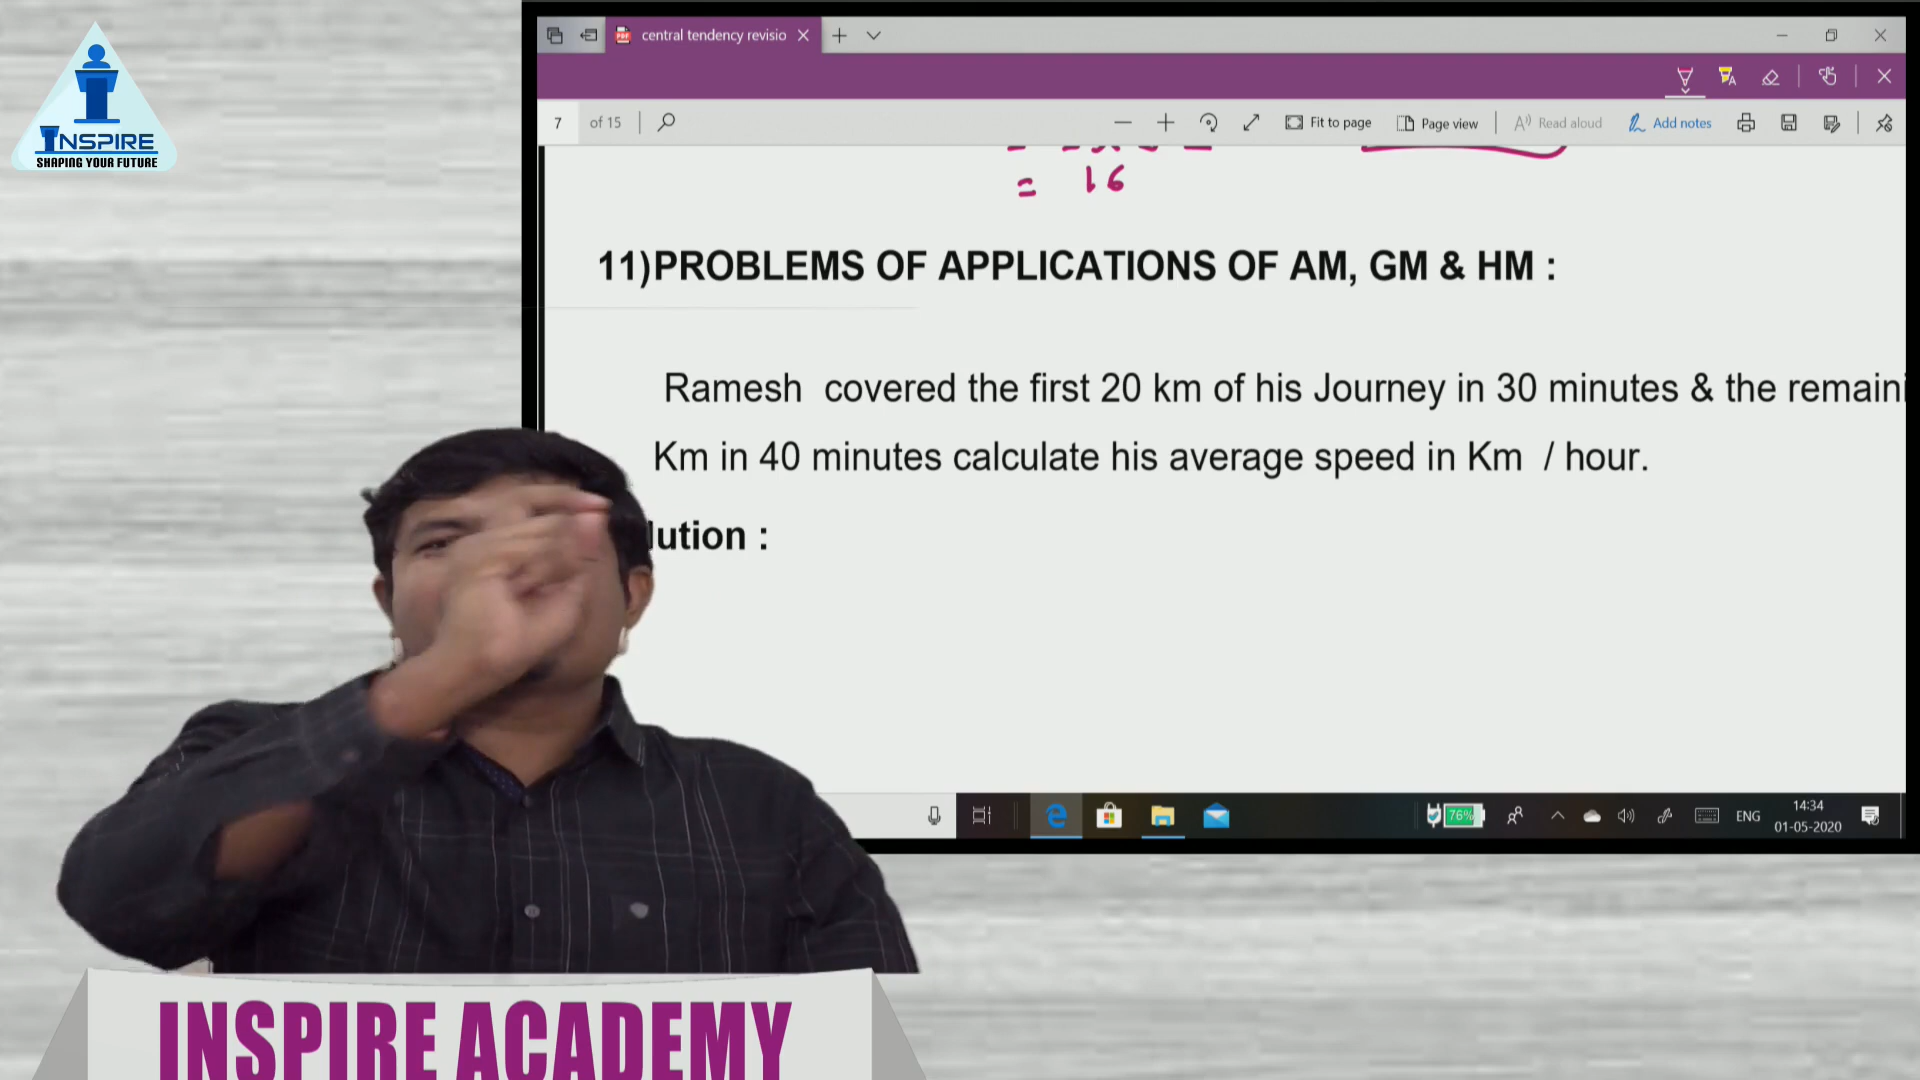 INSPIRE
SHAPING YOUR FUTURE
central tendency revisio
7 of 15
Fit to page
Page view
Read aloud
Add notes
= 16
11)PROBLEMS OF APPLICATIONS OF AM, GM & HM :
Ramesh covered the first 20 km of his Journey in 30 minutes & the remaini
Km in 40 minutes calculate his average speed in Km / hour.
lution :
76%
ENG
14:34
01-05-2020
INSPIRE ACADEMY